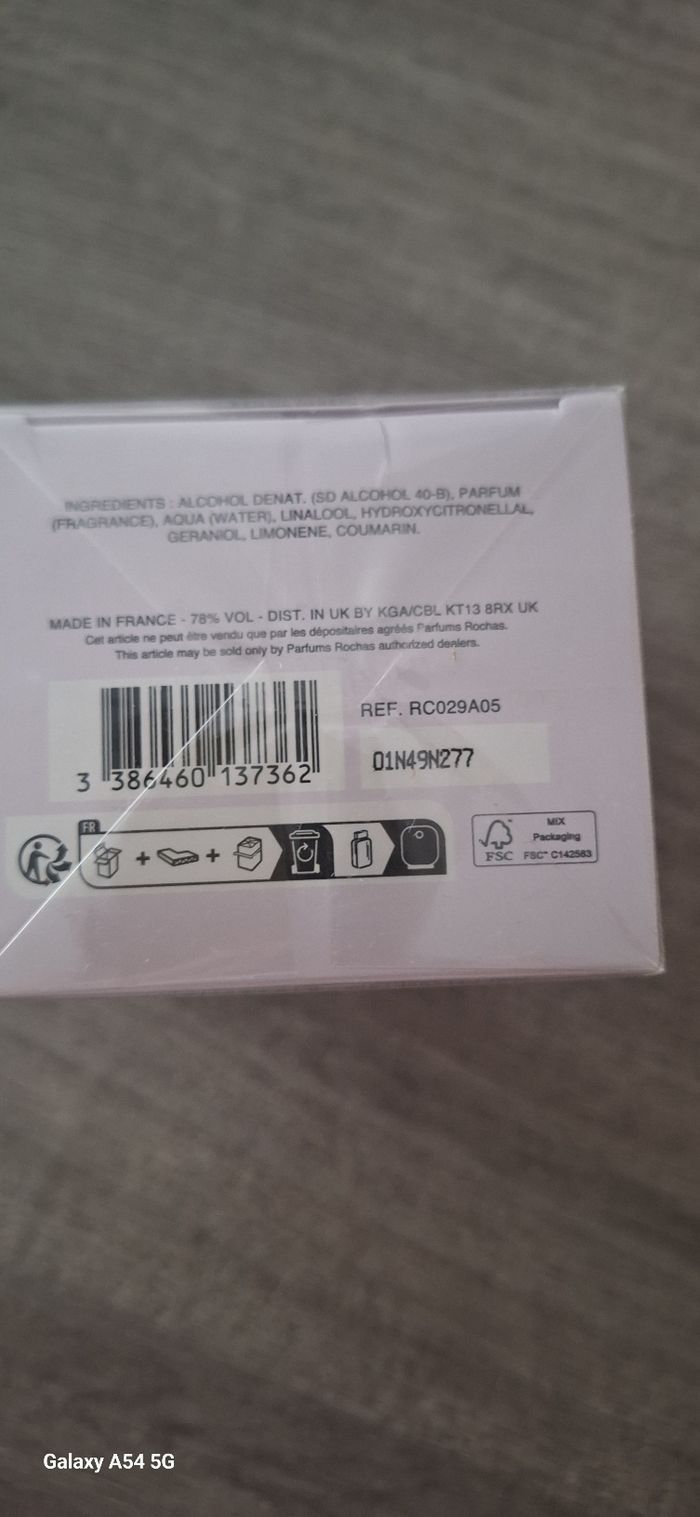 INGREDIENTS : ALCOHOL DENAT. (SD ALCOHOL 40-B), PARFUM
(FRAGRANCE), AQUA (WATER), LINALOOL, HYDROXYCITRONELLAL,
GERANIOL, LIMONENE, COUMARIN.
MADE IN FRANCE - 78% VOL - DIST. IN UK BY KGA/CBL KT13 8RX UK
Cet article ne peut être vendu que par les dépositaires agréés Parfums Rochas.
This article may be sold only by Parfums Rochas authorized dealers.
REF. RC029A05
01N49N277
3 386460 137362
FR
MIX
Packaging
FSC FSC™ C142583
Galaxy A54 5G